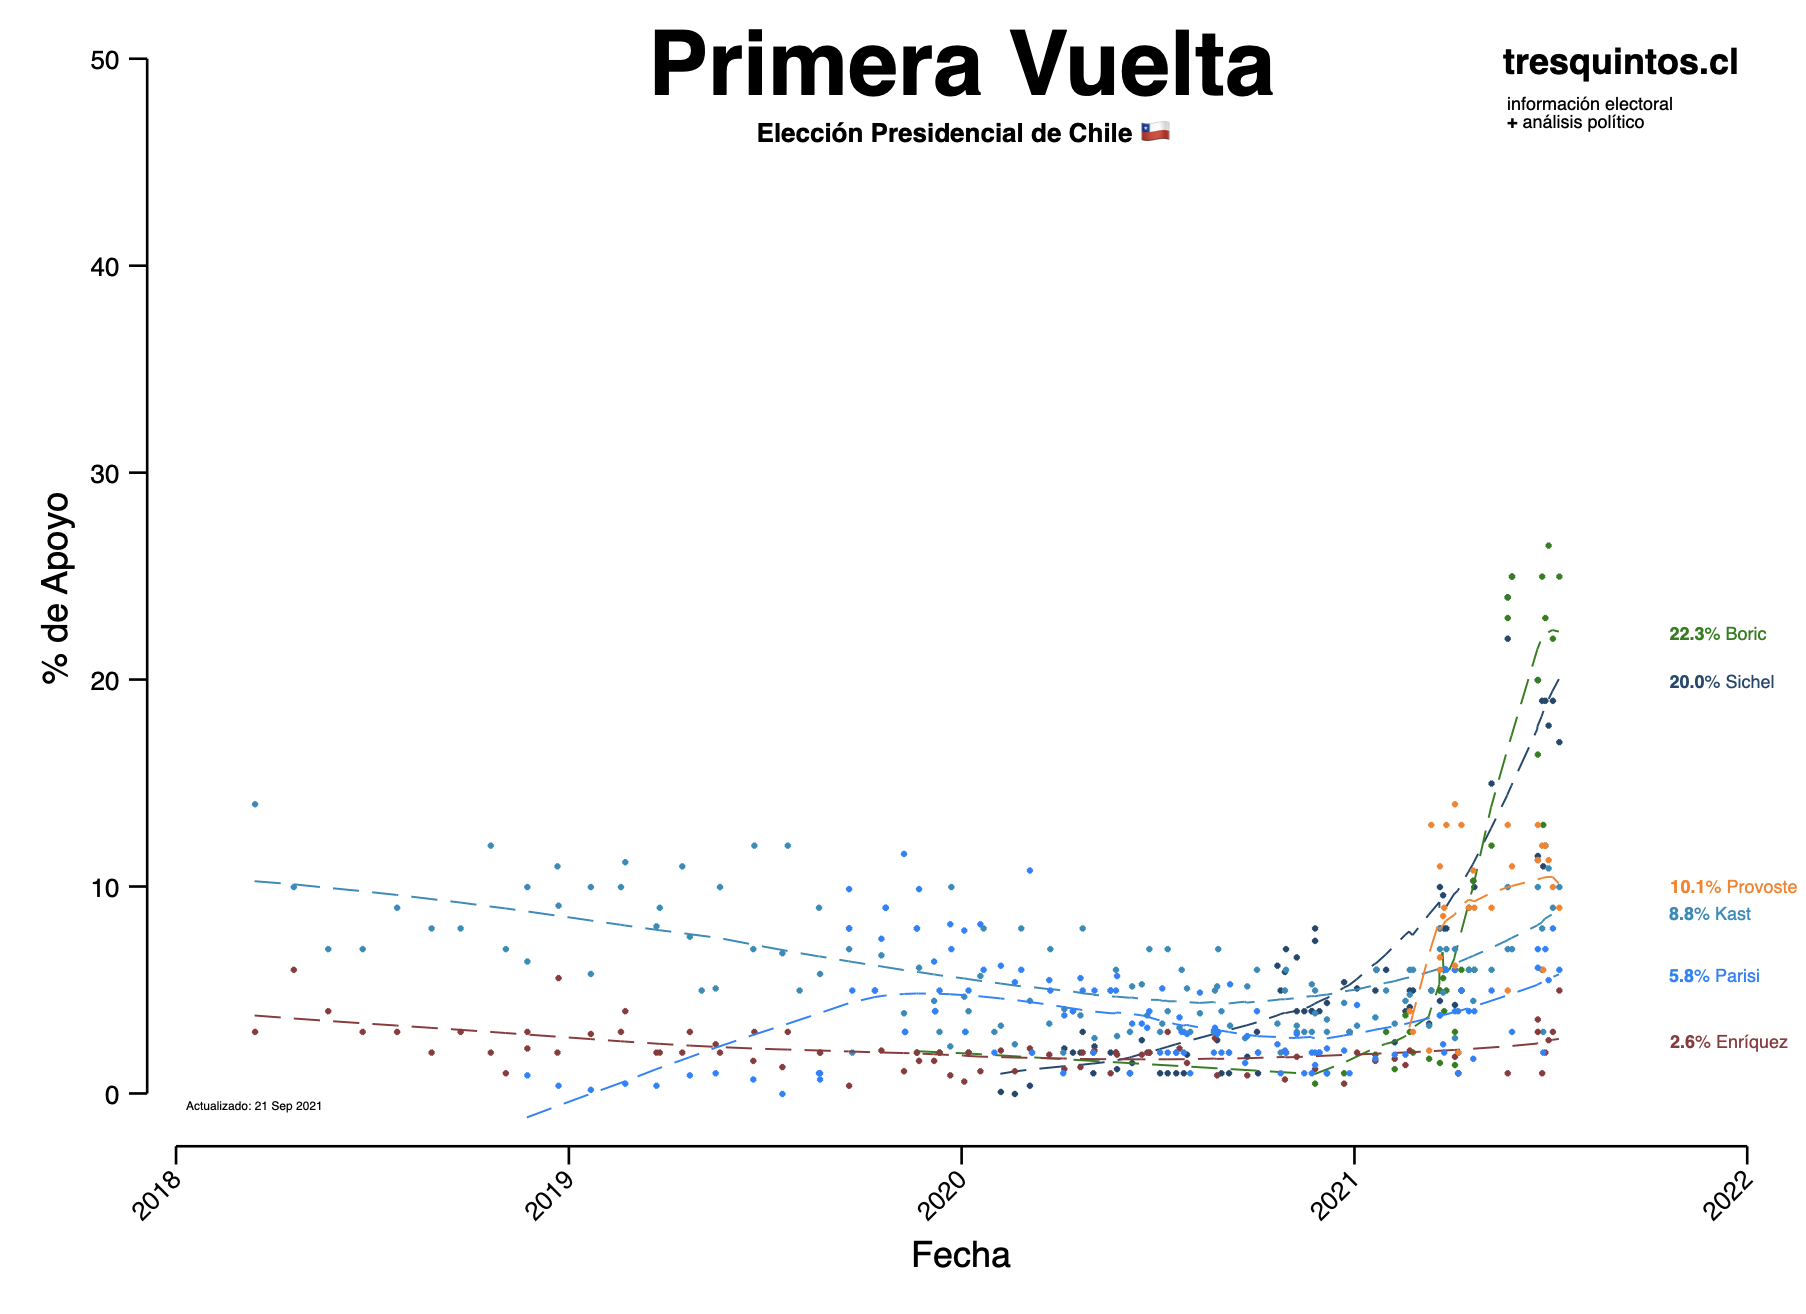 Primera Vuelta
Elección Presidencial de Chile 🇨🇱
tresquintos.cl
información electoral
+ análisis político
% de Apoyo
50
40
30
20
10
0
22.3% Boric
20.0% Sichel
10.1% Provoste
8.8% Kast
5.8% Parisi
2.6% Enríquez
Actualizado: 21 Sep 2021
2018
2019
2020
2021
2022
Fecha